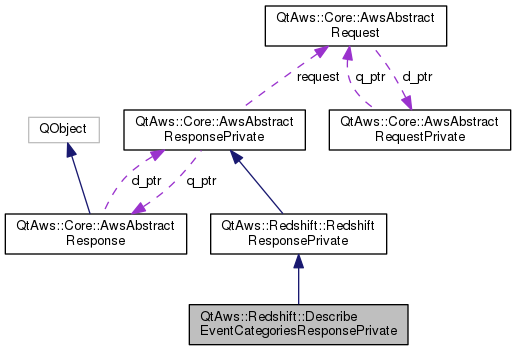 QtAws::Core::AwsAbstract
Request
request
q_ptr
d_ptr
QObject
QtAws::Core::AwsAbstract
ResponsePrivate
QtAws::Core::AwsAbstract
RequestPrivate
d_ptr
q_ptr
QtAws::Core::AwsAbstract
Response
QtAws::Redshift::Redshift
ResponsePrivate
QtAws::Redshift::Describe
EventCategoriesResponsePrivate